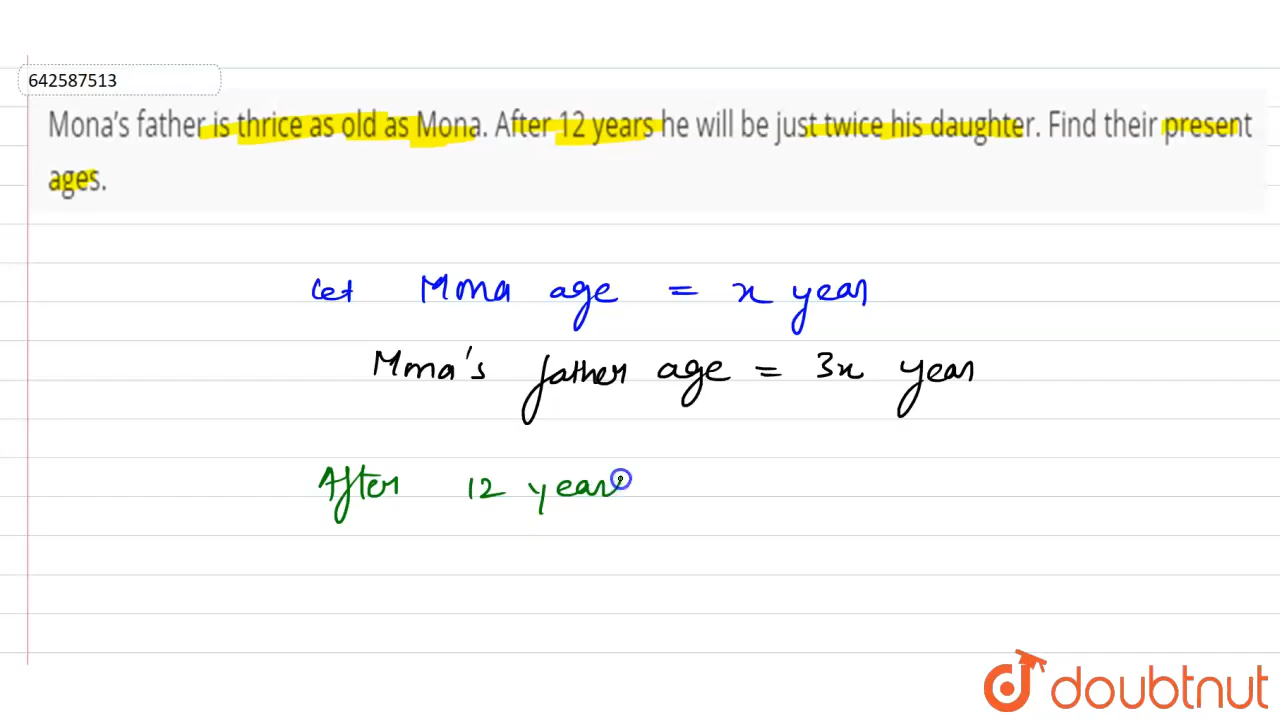 642587513
Mona's father is thrice as old as Mona. After 12 years he will be just twice his daughter. Find their present
ages.
Let Mona age = x year
Mona's father age = 3x year
After 12 year
doubtnut